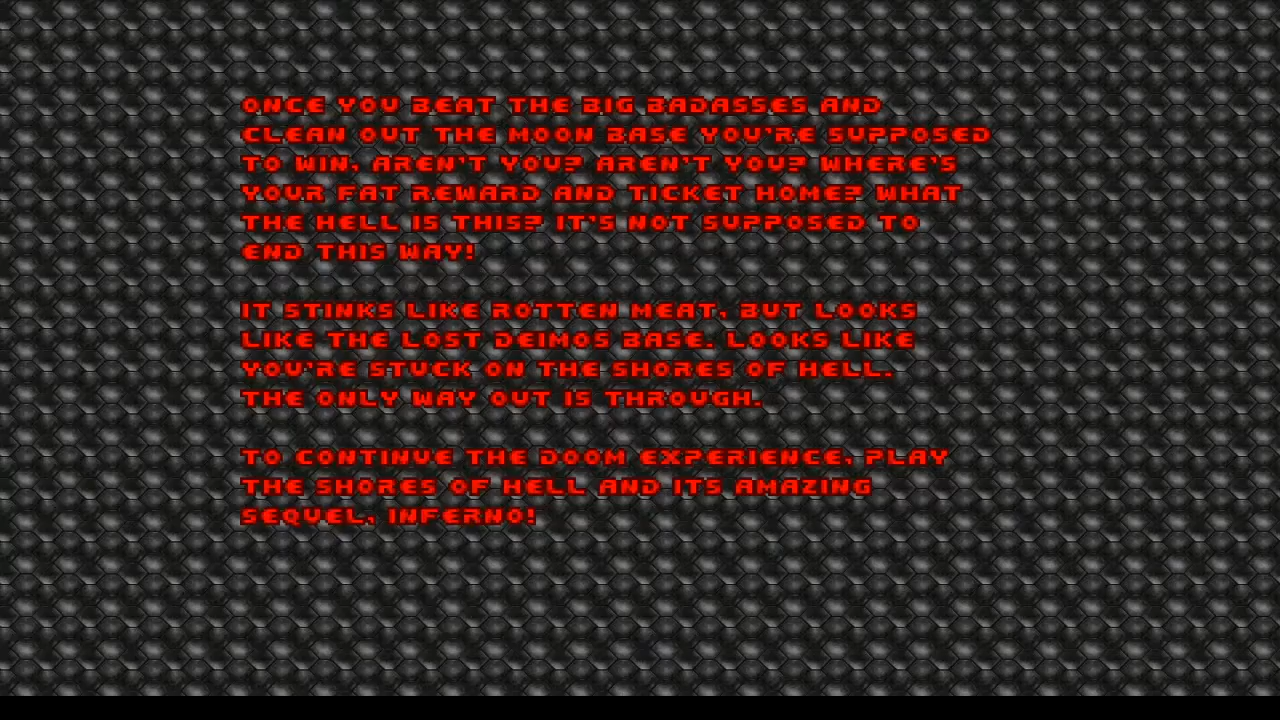 ONCE YOU BEAT THE BIG BADASSES AND
CLEAN OUT THE MOON BASE YOU'RE SUPPOSED
TO WIN, AREN'T YOU? AREN'T YOU? WHERE'S
YOUR FAT REWARD AND TICKET HOME? WHAT
THE HELL IS THIS? IT'S NOT SUPPOSED TO
END THIS WAY!
IT STINKS LIKE ROTTEN MEAT, BUT LOOKS
LIKE THE LOST DEIMOS BASE. LOOKS LIKE
YOU'RE STUCK ON THE SHORES OF HELL.
THE ONLY WAY OUT IS THROUGH.
TO CONTINUE THE DOOM EXPERIENCE, PLAY
THE SHORES OF HELL AND ITS AMAZING
SEQUEL, INFERNO!